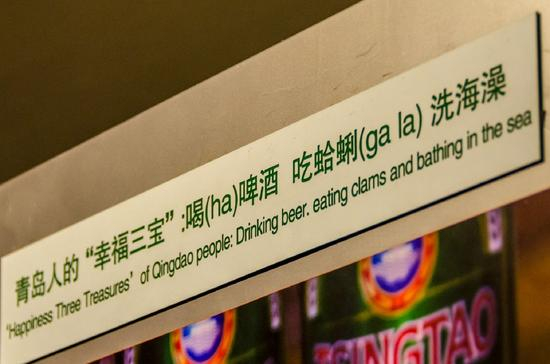 青岛人的“幸福三宝”:喝(ha)啤酒 吃蛤蜊(ga la) 洗海澡
'Happiness Three Treasures' of Qingdao people: Drinking beer. eating clams and bathing in the sea
TSINGTAO